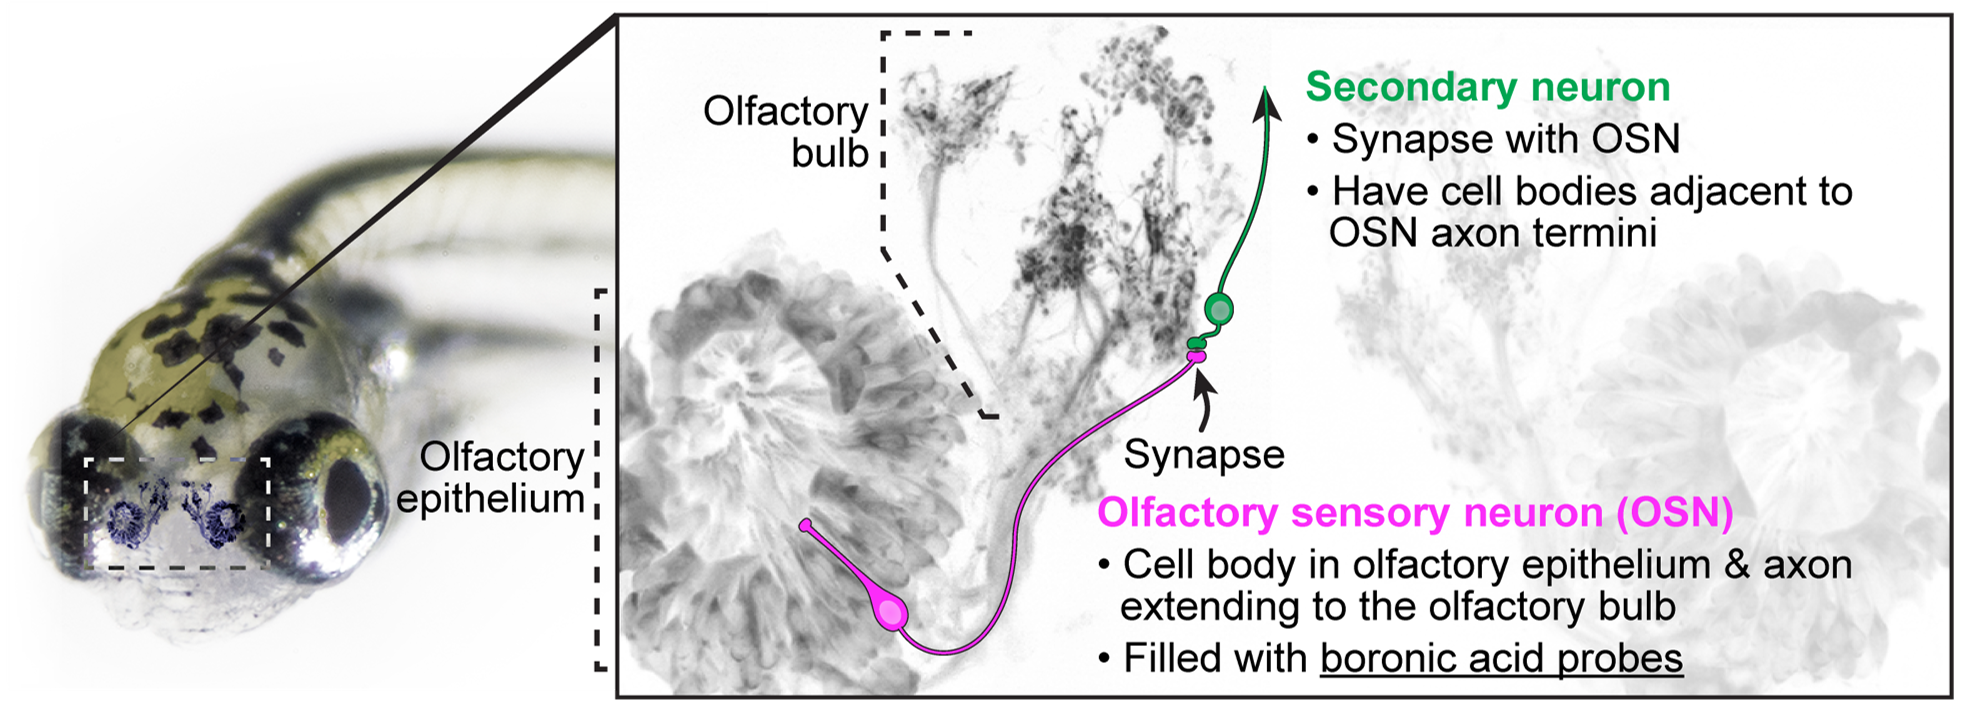 Olfactory
bulb
Secondary neuron
• Synapse with OSN
• Have cell bodies adjacent to
OSN axon termini
Olfactory
epithelium
Synapse
Olfactory sensory neuron (OSN)
• Cell body in olfactory epithelium & axon
extending to the olfactory bulb
• Filled with boronic acid probes